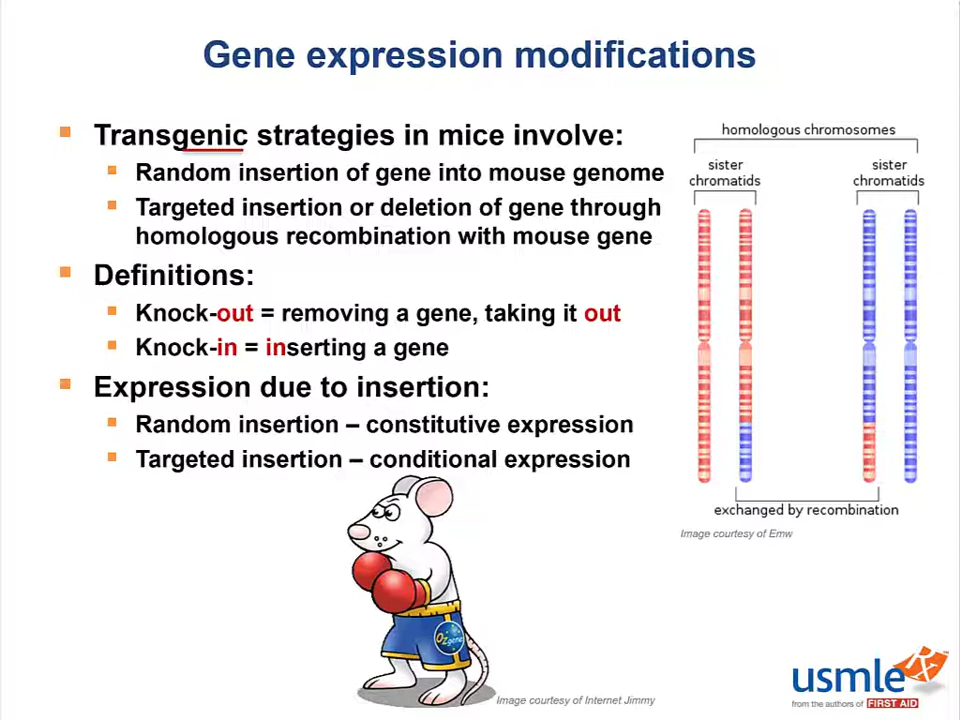 Gene expression modifications
Transgenic strategies in mice involve:
Random insertion of gene into mouse genome
Targeted insertion or deletion of gene through
homologous recombination with mouse gene
Definitions:
Knock-out = removing a gene, taking it out
Knock-in = inserting a gene
Expression due to insertion:
Random insertion – constitutive expression
Targeted insertion – conditional expression
homologous chromosomes
sister
chromatids
sister
chromatids
exchanged by recombination
Image courtesy of Emw
Ozgene
Image courtesy of Internet Jimmy
usmle Rx
from the authors of FIRST AID